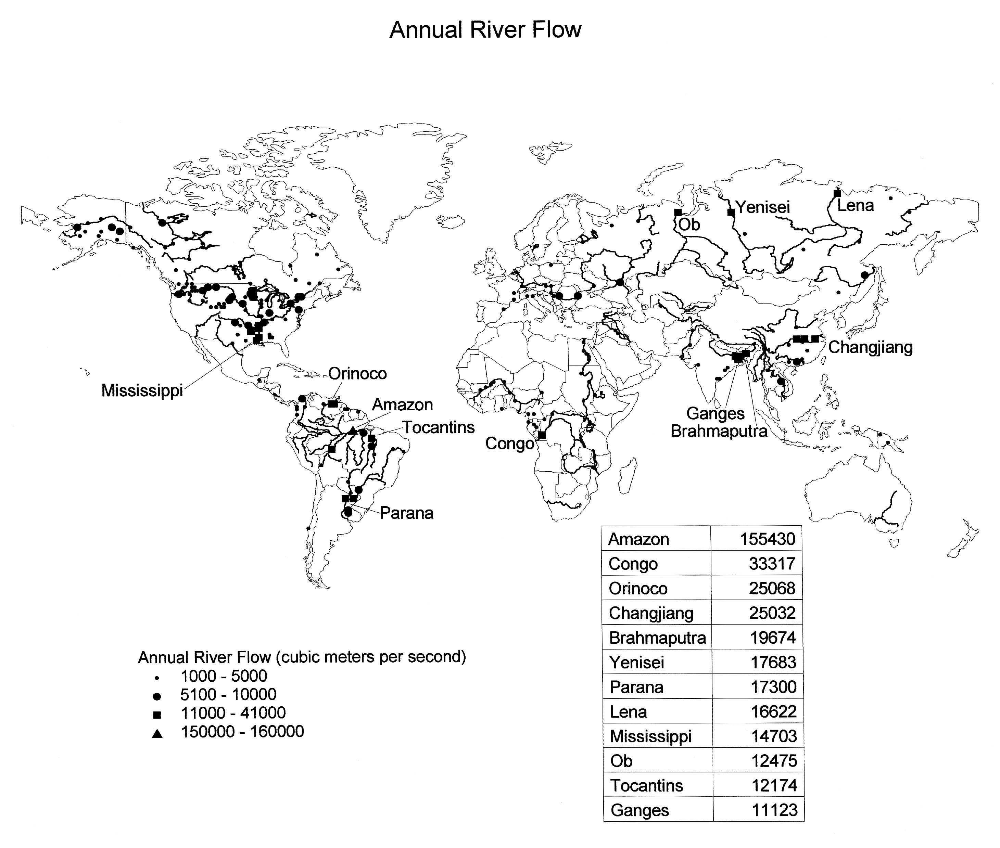 Annual River Flow
Yenisei
Lena
Ob
Changjiang
Orinoco
Mississippi
Amazon
Ganges
Tocantins
Brahmaputra
Congo
Parana
Amazon 155430
Congo 33317
Orinoco 25068
Changjiang 25032
Brahmaputra 19674
Yenisei 17683
Parana 17300
Lena 16622
Mississippi 14703
Ob 12475
Tocantins 12174
Ganges 11123
Annual River Flow (cubic meters per second)
1000 - 5000
5100 - 10000
11000 - 41000
150000 - 160000